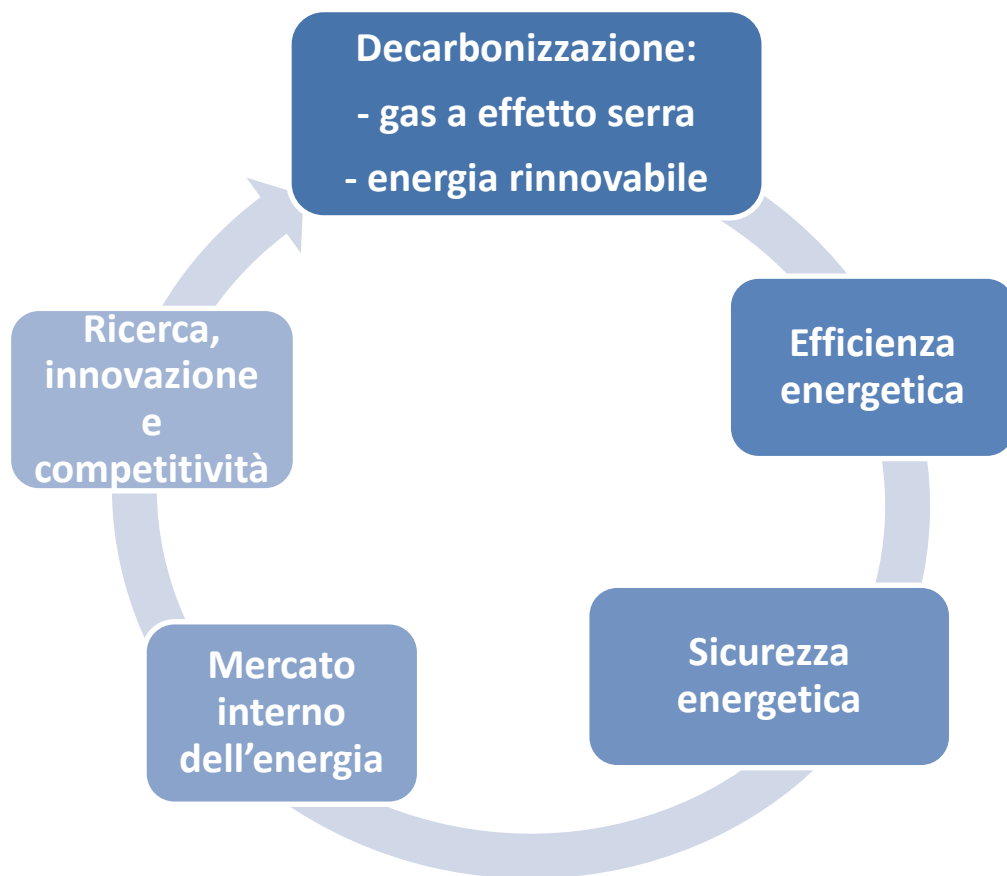 Decarbonizzazione:
- gas a effetto serra
- energia rinnovabile
Efficienza
energetica
Sicurezza
energetica
Mercato
interno
dell’energia
Ricerca,
innovazione
e
competitività